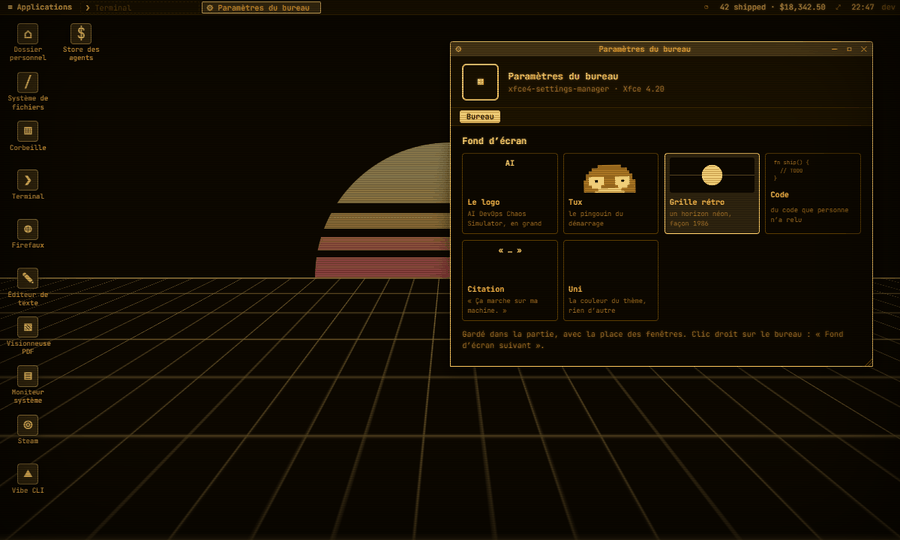 Applications
Terminal
Paramètres du bureau
42 shipped · $18,342.50
22:47
dev
Dossier
personnel
$
Store des
agents
Système de
fichiers
Corbeille
Terminal
Firefaux
Éditeur de
texte
Visionneuse
PDF
Moniteur
système
Steam
Vibe CLI
Paramètres du bureau
Paramètres du bureau
xfce4-settings-manager · Xfce 4.20
Bureau
Fond d'écran
AI
Le logo
AI DevOps Chaos
Simulator, en grand
Tux
le pingouin du
démarrage
Grille rétro
un horizon néon,
façon 1986
fn ship() {
// TODO
}
Code
du code que personne
n'a relu
« … »
Citation
« Ça marche sur ma
machine. »
Uni
la couleur du thème,
rien d'autre
Gardé dans la partie, avec la place des fenêtres. Clic droit sur le bureau : « Fond
d'écran suivant ».